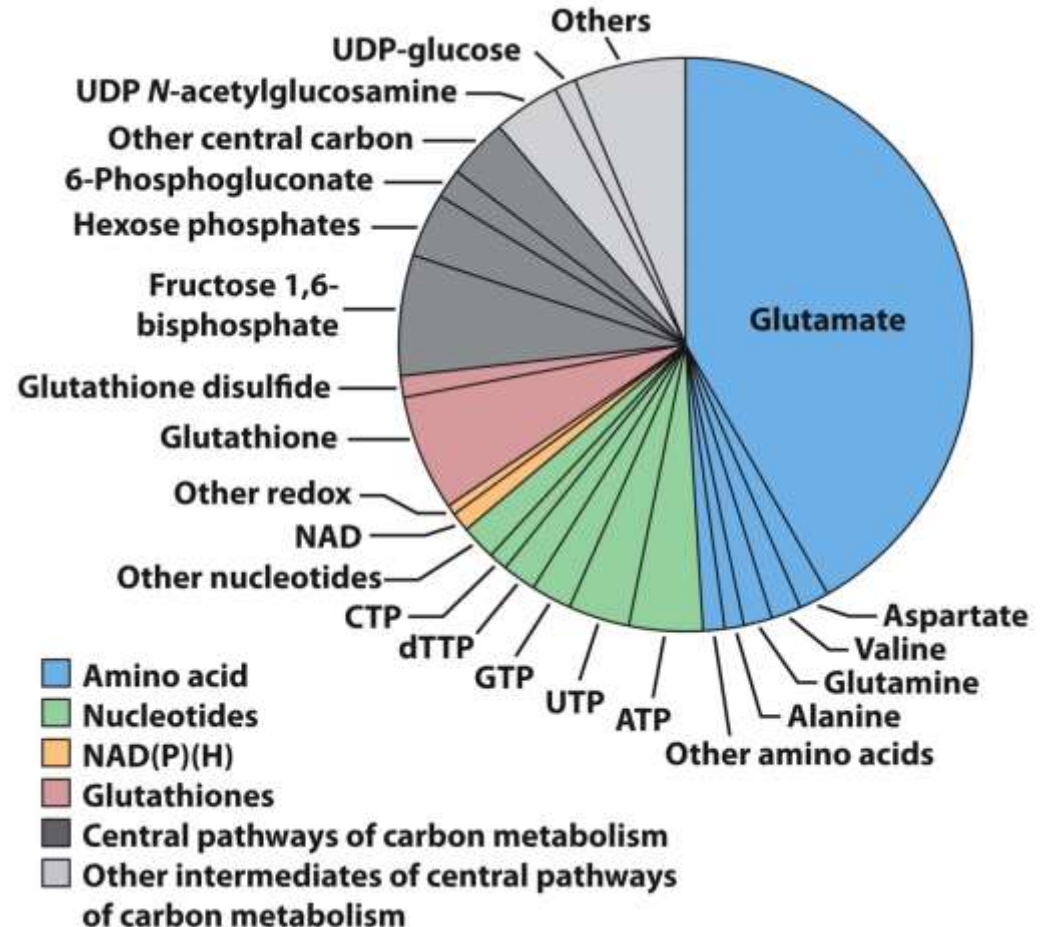 Others
UDP-glucose
UDP N-acetylglucosamine
Other central carbon
6-Phosphogluconate
Hexose phosphates
Fructose 1,6-
bisphosphate
Glutathione disulfide
Glutathione
Other redox
NAD
Other nucleotides
CTP
dTTP
GTP
UTP
ATP
Glutamate
Aspartate
Valine
Glutamine
Alanine
Other amino acids
Amino acid
Nucleotides
NAD(P)(H)
Glutathiones
Central pathways of carbon metabolism
Other intermediates of central pathways
of carbon metabolism